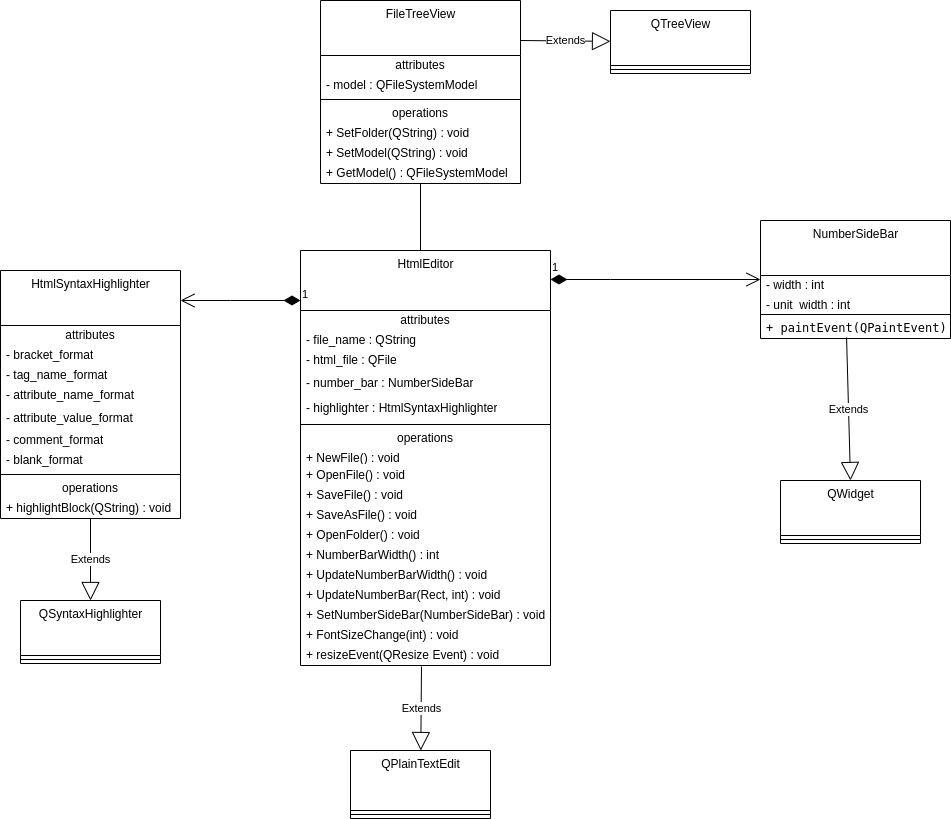 FileTreeView
attributes
- model : QFileSystemModel
operations
+ SetFolder(QString) : void
+ SetModel(QString) : void
+ GetModel() : QFileSystemModel
Extends
QTreeView
HtmlSyntaxHighlighter
attributes
- bracket_format
- tag_name_format
- attribute_name_format
- attribute_value_format
- comment_format
- blank_format
operations
+ highlightBlock(QString) : void
Extends
QSyntaxHighlighter
1
HtmlEditor
attributes
- file_name : QString
- html_file : QFile
- number_bar : NumberSideBar
- highlighter : HtmlSyntaxHighlighter
operations
+ NewFile() : void
+ OpenFile() : void
+ SaveFile() : void
+ SaveAsFile() : void
+ OpenFolder() : void
+ NumberBarWidth() : int
+ UpdateNumberBarWidth() : void
+ UpdateNumberBar(Rect, int) : void
+ SetNumberSideBar(NumberSideBar) : void
+ FontSizeChange(int) : void
+ resizeEvent(QResize Event) : void
Extends
QPlainTextEdit
1
NumberSideBar
- width : int
- unit_width : int
+ paintEvent(QPaintEvent)
Extends
QWidget